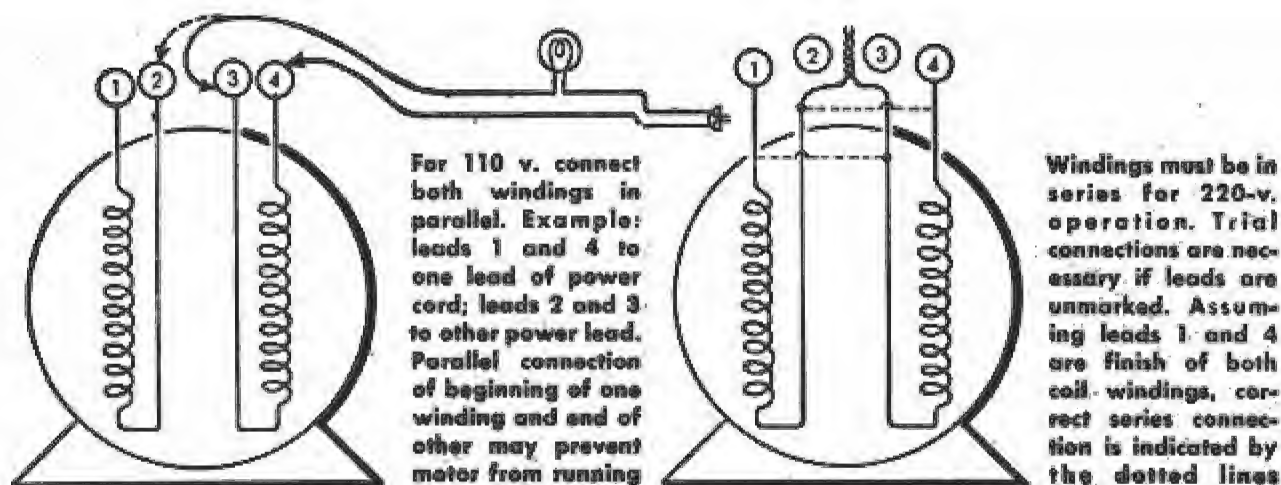 1
2
3
4
For 110 v. connect
both windings in
parallel. Example:
leads 1 and 4 to
one lead of power
cord; leads 2 and 3
to other power lead.
Parallel connection
of beginning of one
winding and end of
other may prevent
motor from running
1
2
3
4
Windings must be in
series for 220-v.
operation. Trial
connections are nec-
essary if leads are
unmarked. Assum-
ing leads 1 and 4
are finish of both
coil windings, cor-
rect series connec-
tion is indicated by
the dotted lines